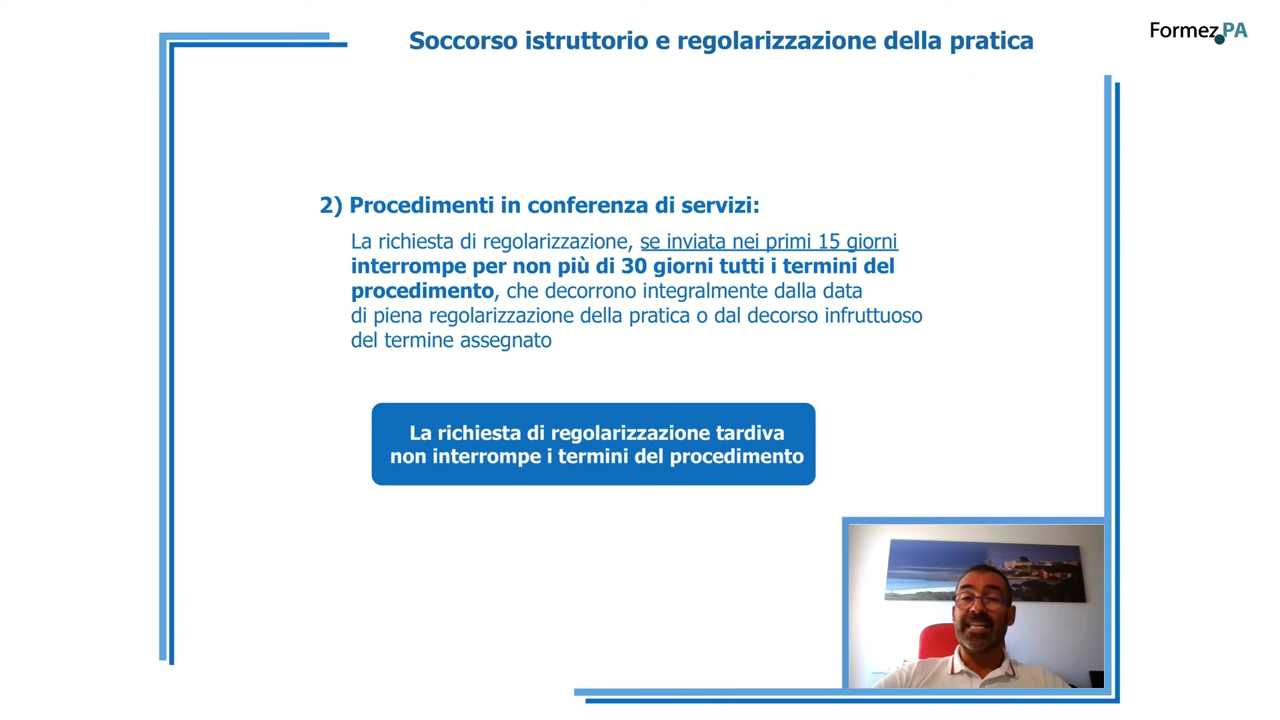 Soccorso istruttorio e regolarizzazione della pratica
Formez PA
2) Procedimenti in conferenza di servizi:
La richiesta di regolarizzazione, se inviata nei primi 15 giorni
interrompe per non più di 30 giorni tutti i termini del
procedimento, che decorrono integralmente dalla data
di piena regolarizzazione della pratica o dal decorso infruttuoso
del termine assegnato
La richiesta di regolarizzazione tardiva
non interrompe i termini del procedimento